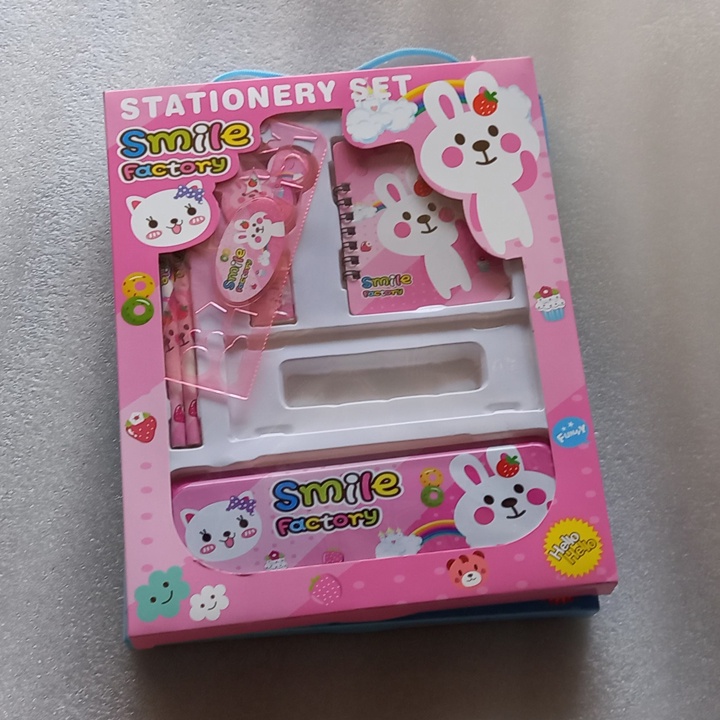 STATIONERY SET
Smile
Factory
Smile
Factory
Smile
Factory
Funny
Smile
Factory
Hello
Hello